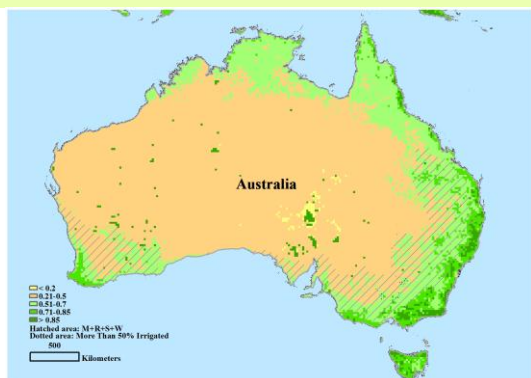 Australia
< 0.2
0.21-0.5
0.51-0.7
0.71-0.85
> 0.85
Hatched area: M+R+S+W
Dotted area: More Than 50% Irrigated
500
Kilometers